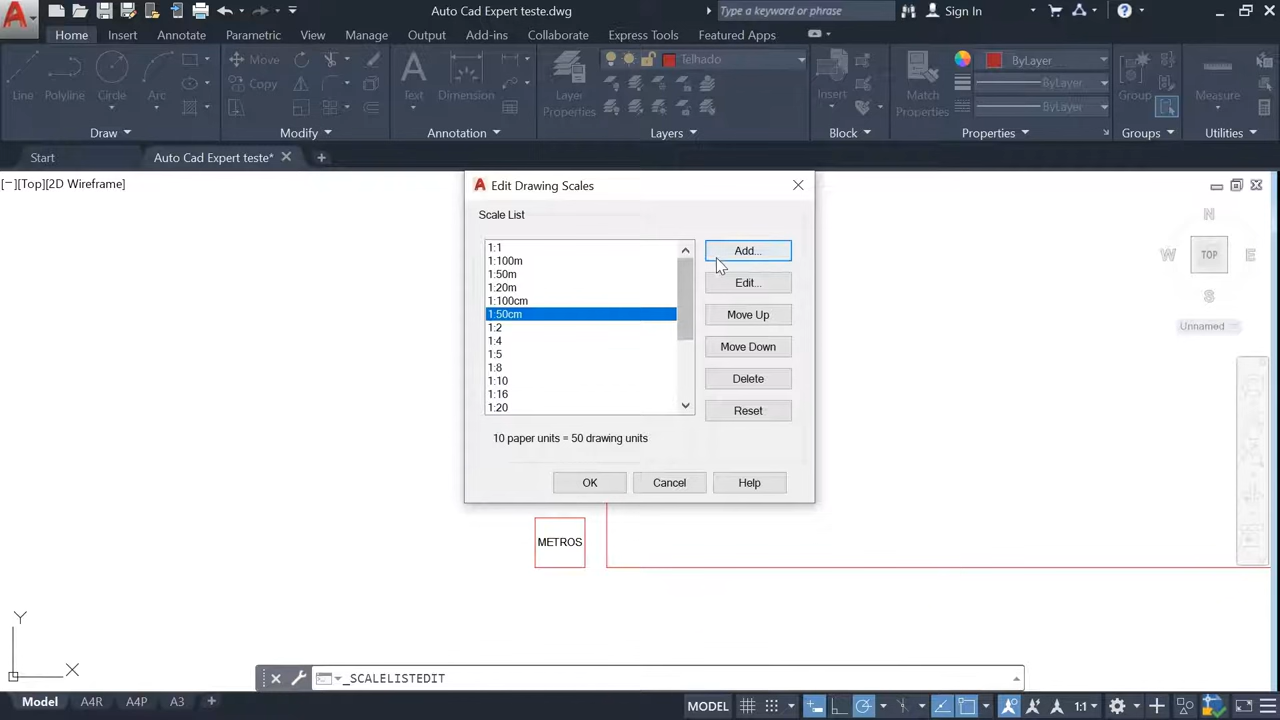 Auto Cad Expert teste.dwg
Type a keyword or phrase
Sign In
Home Insert Annotate Parametric View Manage Output Add-ins Collaborate Express Tools Featured Apps
Line Polyline Circle Arc
Move
Copy
Text Dimension
Layer
Properties
Telhado
Insert
Match
Properties
ByLayer
ByLayer
ByLayer
Group
Measure
Draw Modify Annotation Layers Block Properties Groups Utilities
Start Auto Cad Expert teste*
[−][Top][2D Wireframe]
Edit Drawing Scales
Scale List
1:1
1:100m
1:50m
1:20m
1:100cm
1:50cm
1:2
1:4
1:5
1:8
1:10
1:16
1:20
Add...
Edit...
Move Up
Move Down
Delete
Reset
10 paper units = 50 drawing units
OK Cancel Help
N
W TOP E
S
Unnamed
METROS
Y
X
_SCALELISTEDIT
Model A4R A4P A3 +
MODEL 1:1